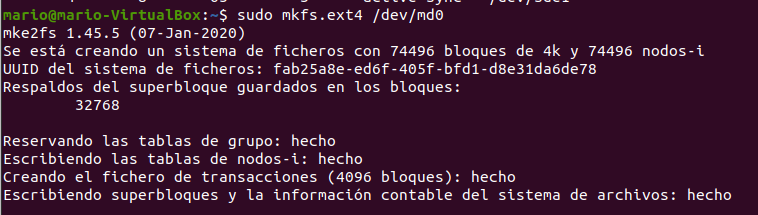 mario@mario-VirtualBox:~$ sudo mkfs.ext4 /dev/md0
mke2fs 1.45.5 (07-Jan-2020)
Se está creando un sistema de ficheros con 74496 bloques de 4k y 74496 nodos-i
UUID del sistema de ficheros: fab25a8e-ed6f-405f-bfd1-d8e31da6de78
Respaldos del superbloque guardados en los bloques:
32768
Reservando las tablas de grupo: hecho
Escribiendo las tablas de nodos-i: hecho
Creando el fichero de transacciones (4096 bloques): hecho
Escribiendo superbloques y la información contable del sistema de archivos: hecho